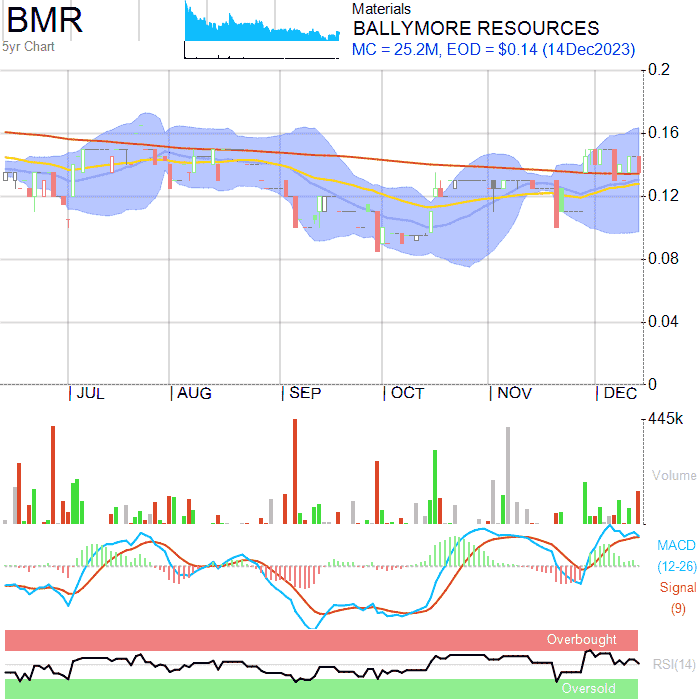 BMR
5yr Chart
Materials
BALLYMORE RESOURCES
MC = 25.2M, EOD = $0.14 (14Dec2023)
0.2
0.16
0.12
0.08
0.04
0
JUL
AUG
SEP
OCT
NOV
DEC
445k
Volume
MACD
(12-26)
Signal
(9)
Overbought
RSI(14)
Oversold